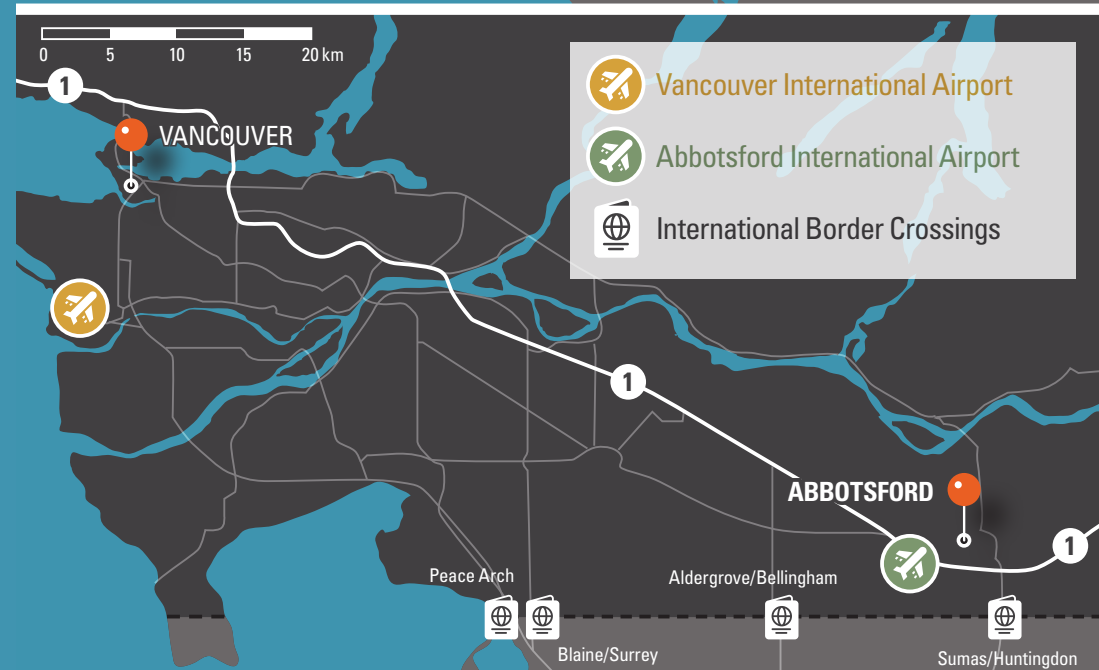 0 5 10 15 20 km
1
VANCOUVER
Vancouver International Airport
Abbotsford International Airport
International Border Crossings
1
ABBOTSFORD
1
Peace Arch
Aldergrove/Bellingham
Blaine/Surrey
Sumas/Huntingdon